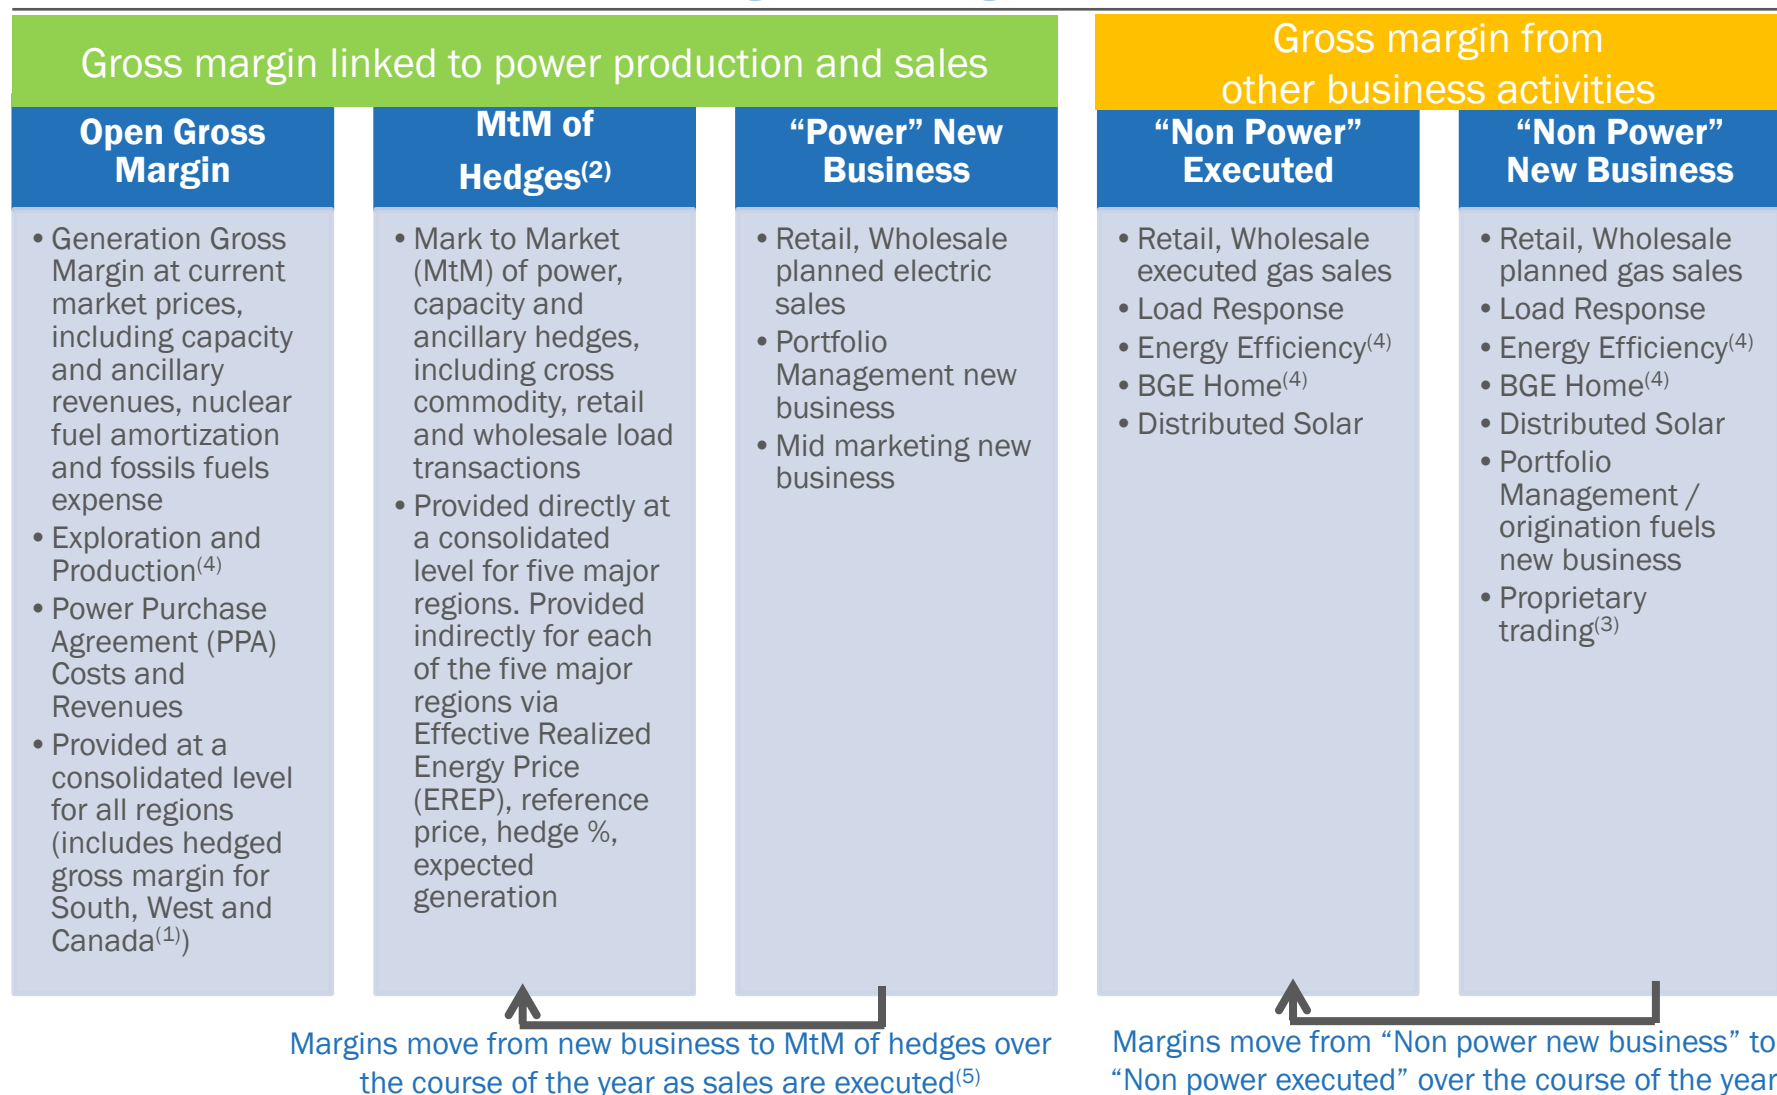 Gross margin linked to power production and sales
Gross margin from
other business activities
Open Gross
Margin
• Generation Gross
Margin at current
market prices,
including capacity
and ancillary
revenues, nuclear
fuel amortization
and fossils fuels
expense
• Exploration and
Production(4)
• Power Purchase
Agreement (PPA)
Costs and
Revenues
• Provided at a
consolidated level
for all regions
(includes hedged
gross margin for
South, West and
Canada(1))
MtM of
Hedges(2)
• Mark to Market
(MtM) of power,
capacity and
ancillary hedges,
including cross
commodity, retail
and wholesale load
transactions
• Provided directly at
a consolidated
level for five major
regions. Provided
indirectly for each
of the five major
regions via
Effective Realized
Energy Price
(EREP), reference
price, hedge %,
expected
generation
“Power” New
Business
• Retail, Wholesale
planned electric
sales
• Portfolio
Management new
business
• Mid marketing new
business
“Non Power”
Executed
• Retail, Wholesale
executed gas sales
• Load Response
• Energy Efficiency(4)
• BGE Home(4)
• Distributed Solar
“Non Power”
New Business
• Retail, Wholesale
planned gas sales
• Load Response
• Energy Efficiency(4)
• BGE Home(4)
• Distributed Solar
• Portfolio
Management /
origination fuels
new business
• Proprietary
trading(3)
Margins move from new business to MtM of hedges over
the course of the year as sales are executed(5)
Margins move from “Non power new business” to
“Non power executed” over the course of the year